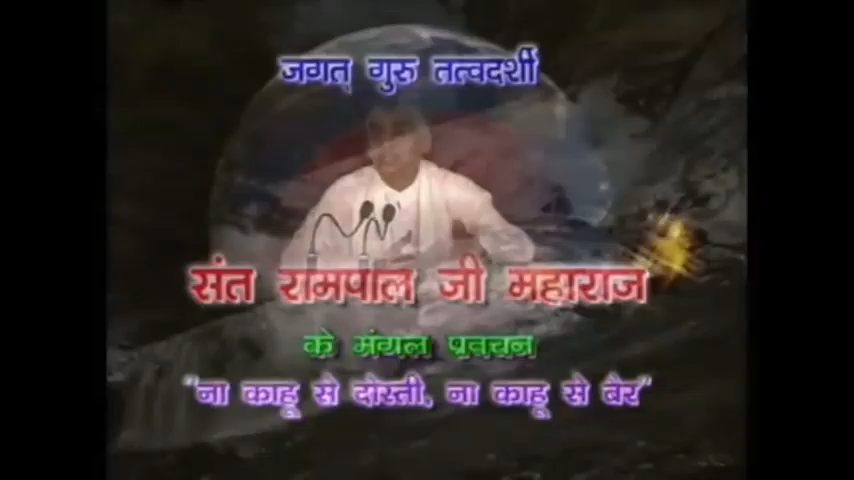 जगत् गुरु तत्वदर्शी
संत रामपाल जी महाराज
के मंगल प्रवचन
"ना काहू से दोस्ती, ना काहू से बैर"